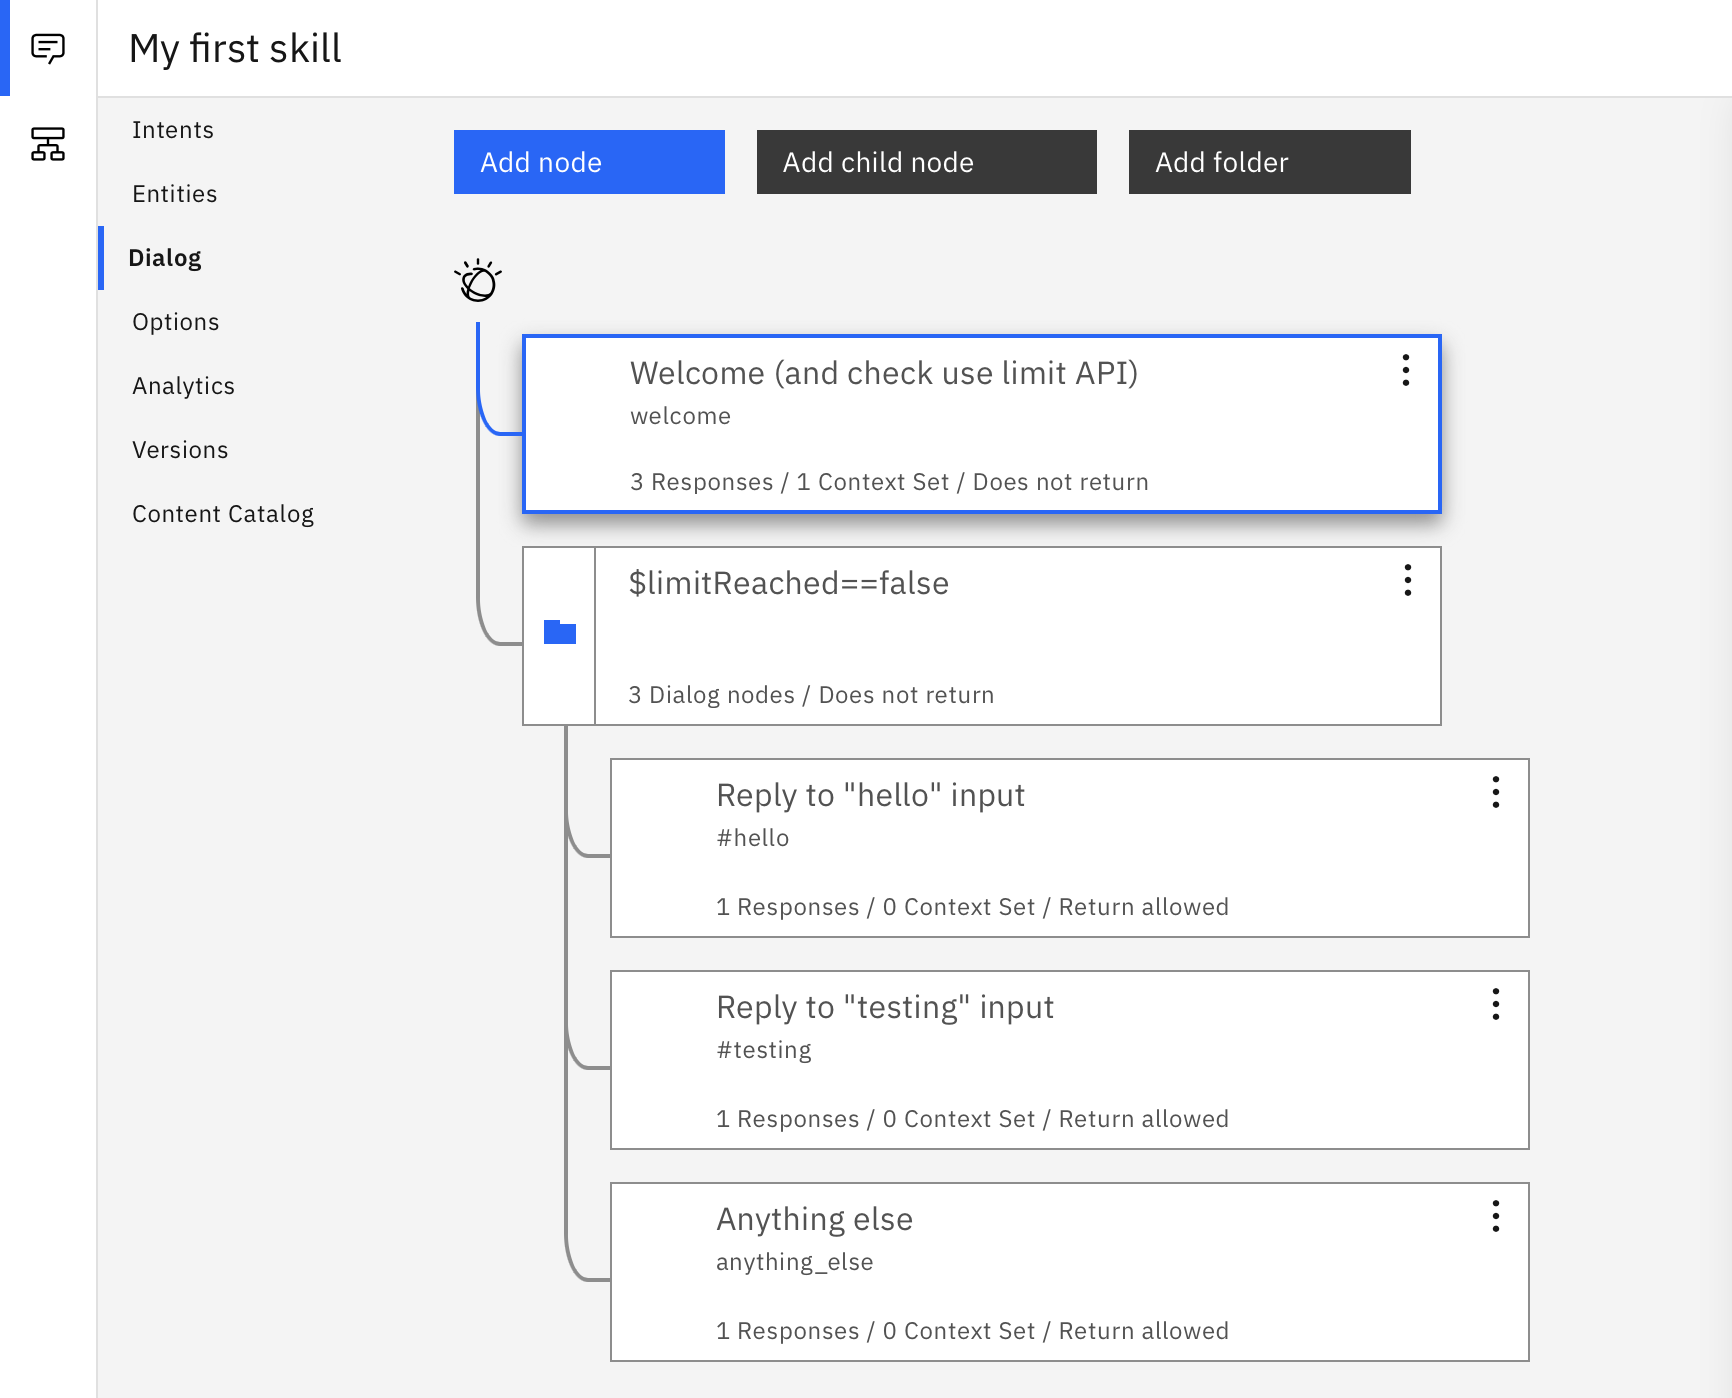 My first skill
Intents
Entities
Dialog
Options
Analytics
Versions
Content Catalog
Add node
Add child node
Add folder
Welcome (and check use limit API)
welcome
3 Responses / 1 Context Set / Does not return
$limitReached==false
3 Dialog nodes / Does not return
Reply to "hello" input
#hello
1 Responses / 0 Context Set / Return allowed
Reply to "testing" input
#testing
1 Responses / 0 Context Set / Return allowed
Anything else
anything_else
1 Responses / 0 Context Set / Return allowed